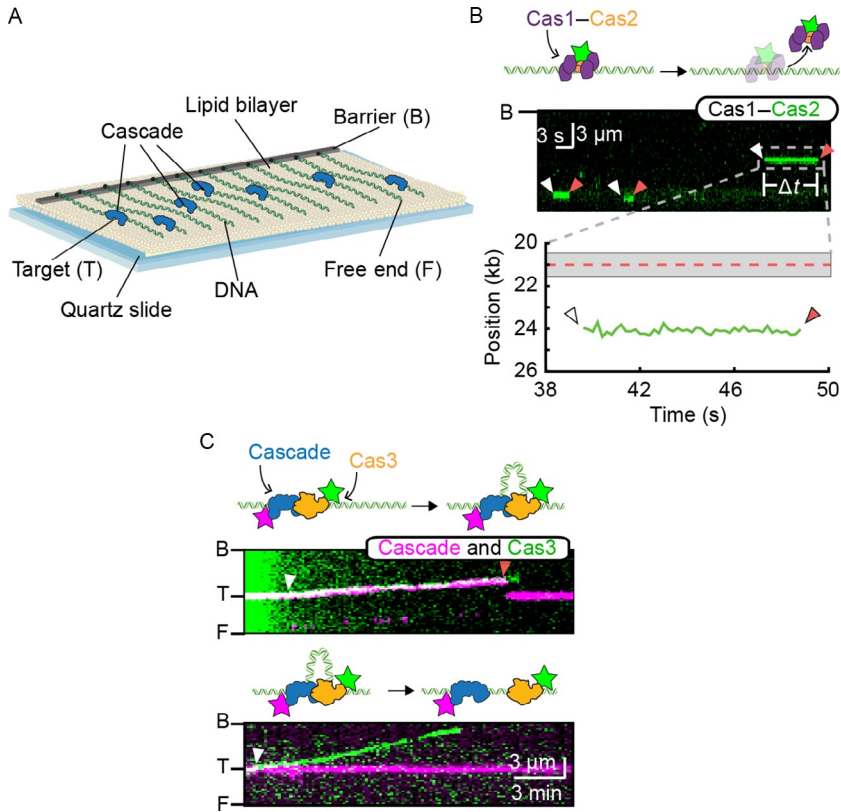 A
Lipid bilayer
Cascade
Barrier (B)
Target (T)
Free end (F)
DNA
Quartz slide
B
Cas1–Cas2
B
Cas1–Cas2
3 s
3 μm
Δt
20
22
24
26
Position (kb)
38
42
46
50
Time (s)
C
Cascade
Cas3
Cascade and Cas3
B
T
F
B
T
F
3 μm
3 min